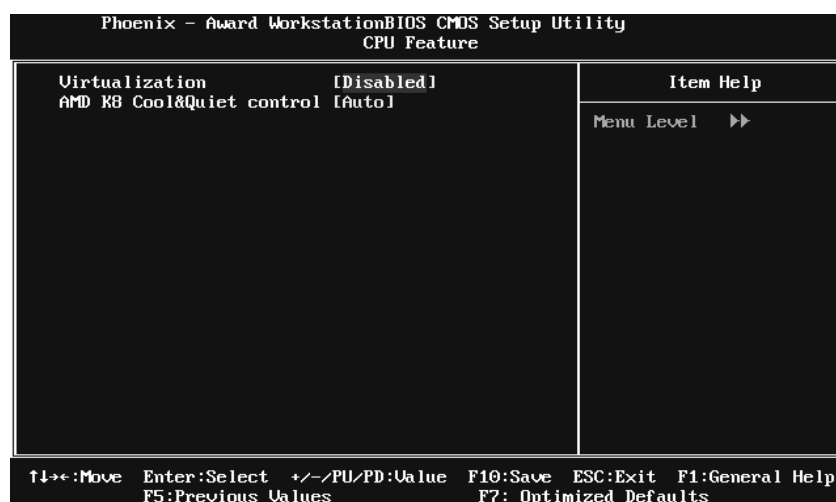 Phoenix - Award WorkstationBIOS CMOS Setup Utility
CPU Feature
Virtualization [Disabled]
AMD K8 Cool&Quiet control [Auto]
Item Help
Menu Level ▶▶
↑↓→←:Move Enter:Select +/-/PU/PD:Value F10:Save ESC:Exit F1:General Help
F5:Previous Values F7: Optimized Defaults